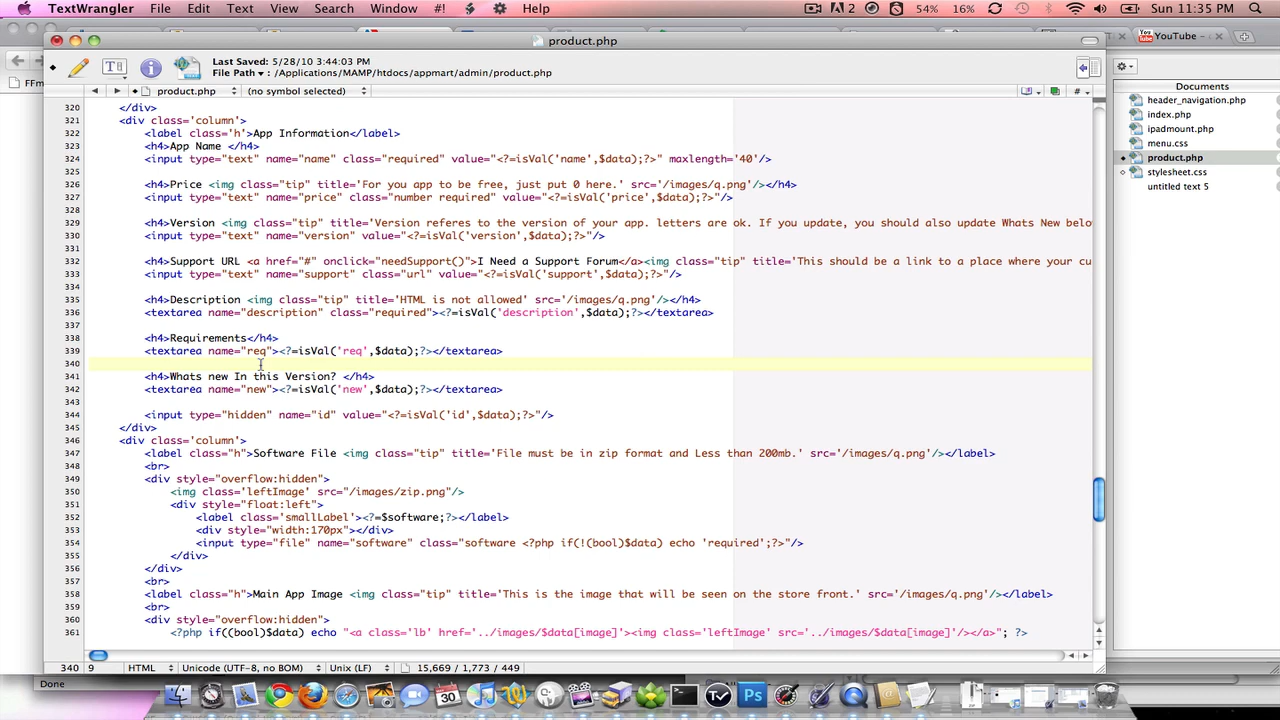 TextWrangler File Edit Text View Search Window #! Help 2 54% 16% Sun 11:35 PM
product.php
YouTube -
Last Saved: 5/28/10 3:44:03 PM
File Path ▾ : /Applications/MAMP/htdocs/appmart/admin/product.php
FFm
product.php (no symbol selected) #
Documents
header_navigation.php
index.php
ipadmount.php
menu.css
product.php
stylesheet.css
untitled text 5
320 </div>
321 <div class='column'>
322 <label class='h'>App Information</label>
323 <h4>App Name </h4>
324 <input type="text" name="name" class="required" value="<?=isVal('name',$data);?>" maxlength='40'/>
325
326 <h4>Price <img class="tip" title='For you app to be free, just put 0 here.' src='/images/q.png'/></h4>
327 <input type="text" name="price" class="number required" value="<?=isVal('price',$data);?>"/>
328
329 <h4>Version <img class="tip" title='Version referes to the version of your app. letters are ok. If you update, you should also update Whats New belo
330 <input type="text" name="version" value="<?=isVal('version',$data);?>"/>
331
332 <h4>Support URL <a href="#" onclick="needSupport()">I Need a Support Forum</a><img class="tip" title='This should be a link to a place where your cu
333 <input type="text" name="support" class="url" value="<?=isVal('support',$data);?>"/>
334
335 <h4>Description <img class="tip" title='HTML is not allowed' src='/images/q.png'/></h4>
336 <textarea name="description" class="required"><?=isVal('description',$data);?></textarea>
337
338 <h4>Requirements</h4>
339 <textarea name="req"><?=isVal('req',$data);?></textarea>
340
341 <h4>Whats new In this Version? </h4>
342 <textarea name="new"><?=isVal('new',$data);?></textarea>
343
344 <input type="hidden" name="id" value="<?=isVal('id',$data);?>"/>
345 </div>
346 <div class='column'>
347 <label class="h">Software File <img class="tip" title='File must be in zip format and Less than 200mb.' src='/images/q.png'/></label>
348 <br>
349 <div style="overflow:hidden">
350 <img class='leftImage' src="/images/zip.png"/>
351 <div style="float:left">
352 <label class='smallLabel'><?=$software;?></label>
353 <div style="width:170px"></div>
354 <input type="file" name="software" class="software <?php if(!(bool)$data) echo 'required';?>"/>
355 </div>
356 </div>
357 <br>
358 <label class="h">Main App Image <img class="tip" title='This is the image that will be seen on the store front.' src='/images/q.png'/></label>
359 <br>
360 <div style="overflow:hidden">
361 <?php if((bool)$data) echo "<a class='lb' href='../images/$data[image]'><img class='leftImage' src='../images/$data[image]'/></a>"; ?>
340 9 HTML Unicode (UTF-8, no BOM) Unix (LF) 15,669 / 1,773 / 449
Done
30
Ps